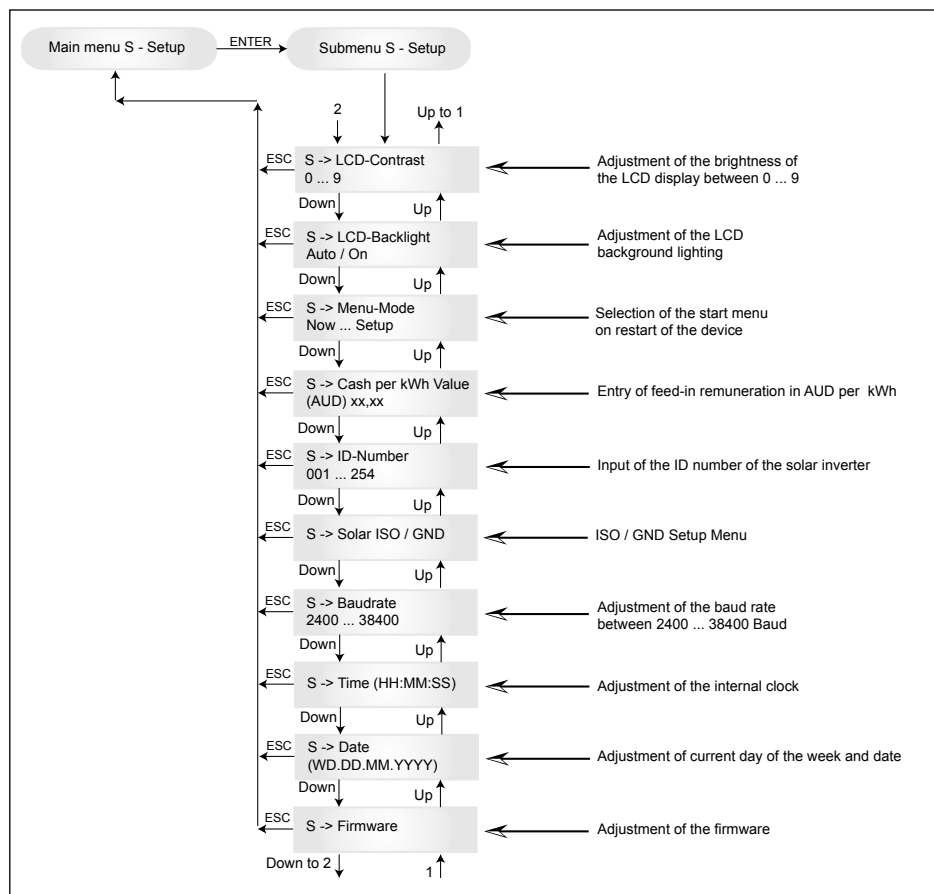 Main menu S - Setup
ENTER
Submenu S - Setup
2
Up to 1
ESC
S -> LCD-Contrast
0 ... 9
Adjustment of the brightness of
the LCD display between 0 ... 9
Down
Up
ESC
S -> LCD-Backlight
Auto / On
Adjustment of the LCD
background lighting
Down
Up
ESC
S -> Menu-Mode
Now ... Setup
Selection of the start menu
on restart of the device
Down
Up
ESC
S -> Cash per kWh Value
(AUD) xx,xx
Entry of feed-in remuneration in AUD per kWh
Down
Up
ESC
S -> ID-Number
001 ... 254
Input of the ID number of the solar inverter
Down
Up
ESC
S -> Solar ISO / GND
ISO / GND Setup Menu
Down
Up
ESC
S -> Baudrate
2400 ... 38400
Adjustment of the baud rate
between 2400 ... 38400 Baud
Down
Up
ESC
S -> Time (HH:MM:SS)
Adjustment of the internal clock
Down
Up
ESC
S -> Date
(WD.DD.MM.YYYY)
Adjustment of current day of the week and date
Down
Up
ESC
S -> Firmware
Adjustment of the firmware
Down to 2
1